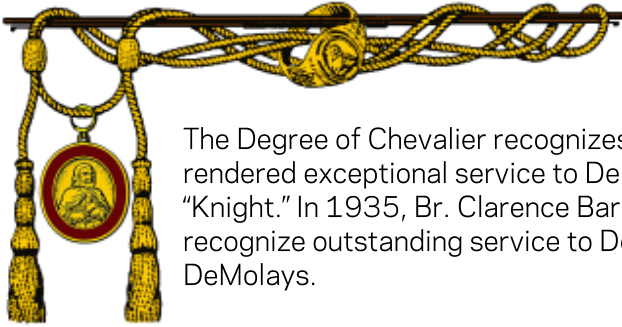 The Degree of Chevalier recognizes
rendered exceptional service to De
“Knight.” In 1935, Br. Clarence Bar
recognize outstanding service to De
DeMolays.